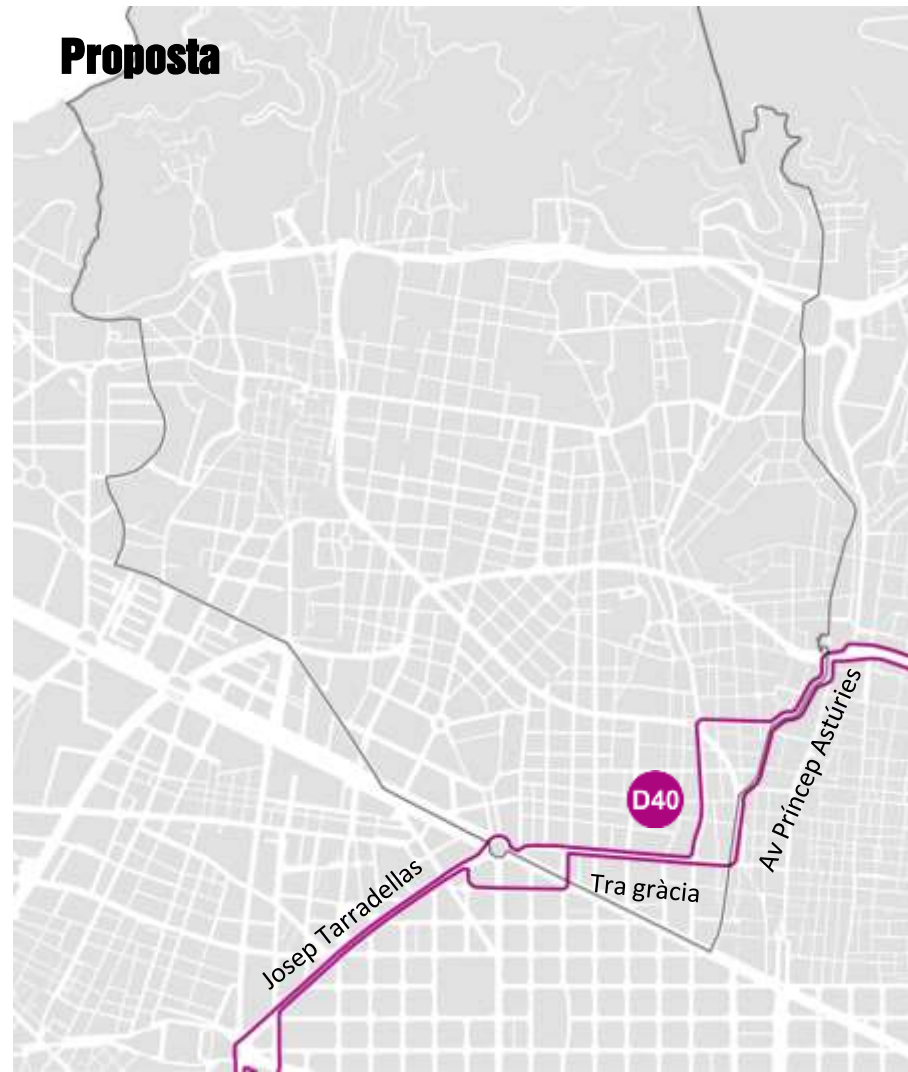 Proposta
D40
Av Príncep Astúries
Tra gràcia
Josep Tarradellas